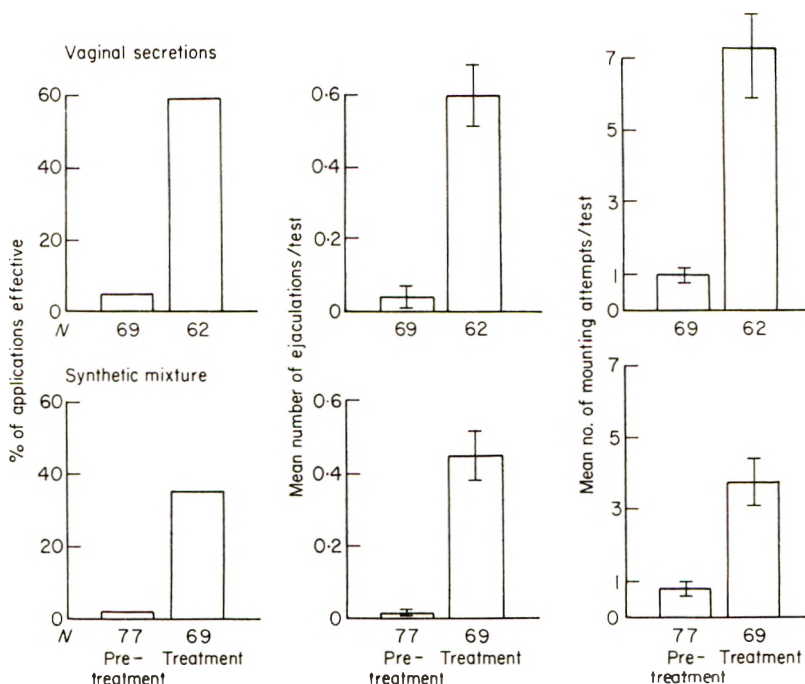 Vaginal secretions
% of applications effective
60
40
20
0
N 69 62
Mean number of ejaculations/test
0·6
0·4
0·2
0
69 62
Mean no. of mounting attempts/test
7
5
3
1
0
69 62
Synthetic mixture
60
40
20
0
N 77 69
Pre- Treatment
treatment
0·6
0·4
0·2
0
77 69
Pre- Treatment
treatment
7
5
3
1
0
77 69
Pre- Treatment
treatment